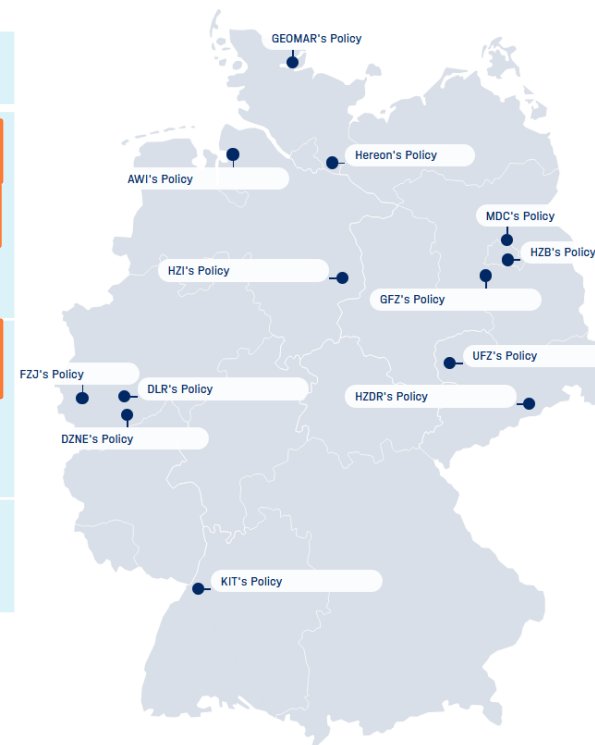 GEOMAR's Policy
Hereon's Policy
AWI's Policy
MDC's Policy
HZB's Policy
HZI's Policy
GFZ's Policy
UFZ's Policy
FZJ's Policy
DLR's Policy
HZDR's Policy
DZNE's Policy
KIT's Policy